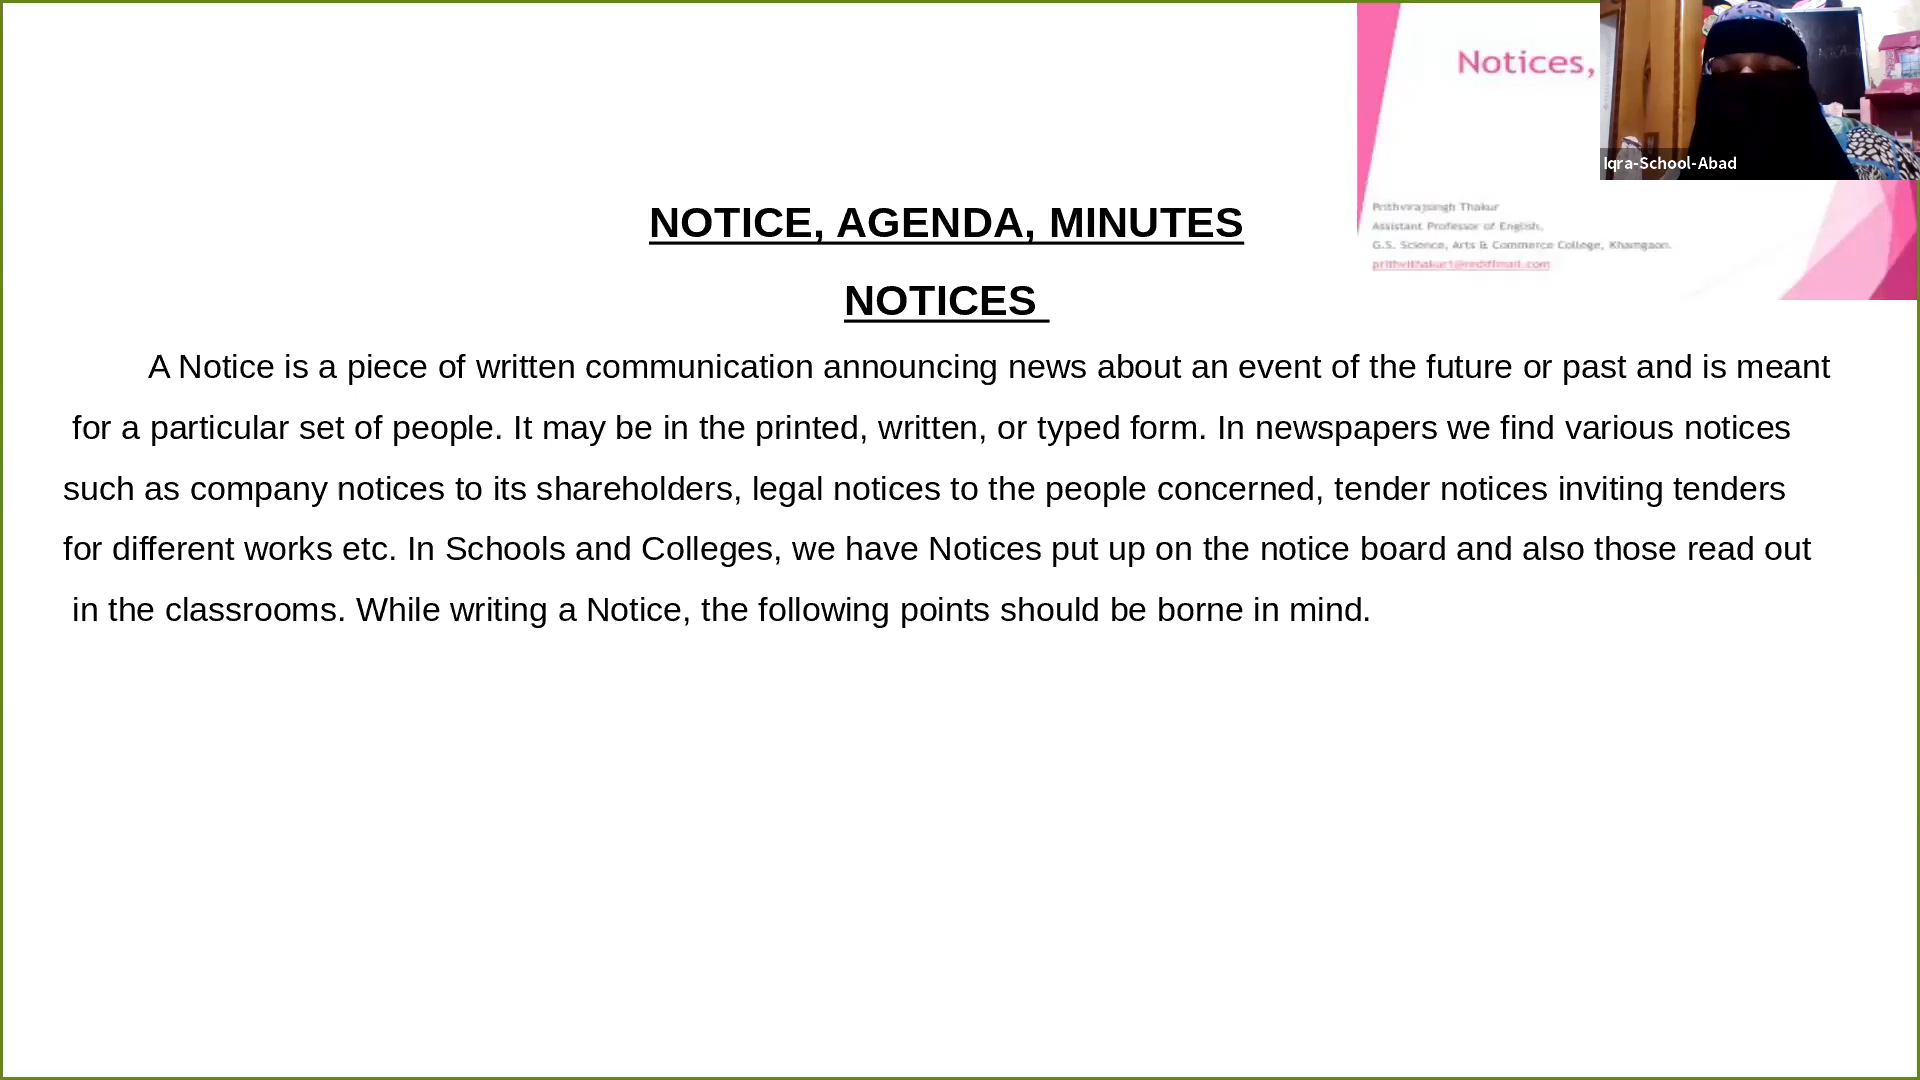 Notices,
Iqra-School-Abad
Prithvirajsingh Thakur
Assistant Professor of English,
G.S. Science, Arts & Commerce College, Khamgaon.
prithvithakur1@rediffmail.com
NOTICE, AGENDA, MINUTES
NOTICES
A Notice is a piece of written communication announcing news about an event of the future or past and is meant
for a particular set of people. It may be in the printed, written, or typed form. In newspapers we find various notices
such as company notices to its shareholders, legal notices to the people concerned, tender notices inviting tenders
for different works etc. In Schools and Colleges, we have Notices put up on the notice board and also those read out
in the classrooms. While writing a Notice, the following points should be borne in mind.